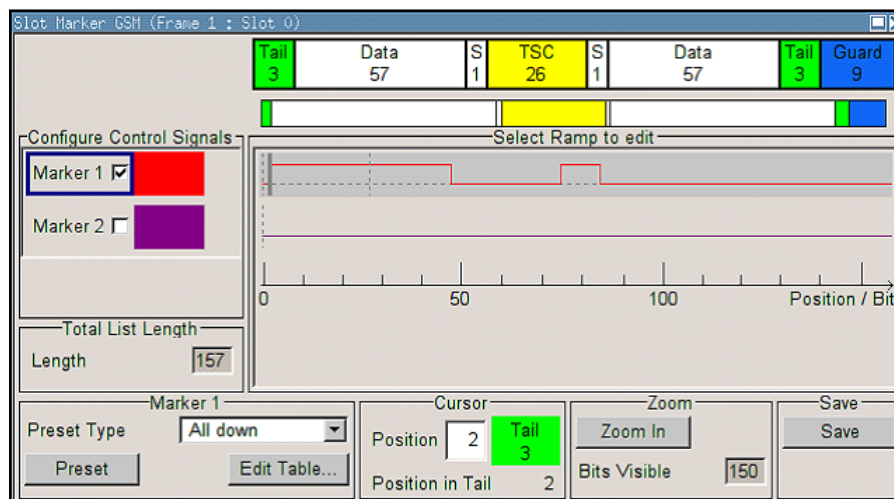 Slot Marker GSM (Frame 1 : Slot 0)
Tail Data S TSC S Data Tail Guard
3 57 1 26 1 57 3 9
Configure Control Signals
Select Ramp to edit
Marker 1
Marker 2
0 50 100 Position / Bit
Total List Length
Length 157
Marker 1
Preset Type All down
Preset Edit Table...
Cursor
Position 2 Tail
3
Position in Tail 2
Zoom
Zoom In
Bits Visible 150
Save
Save